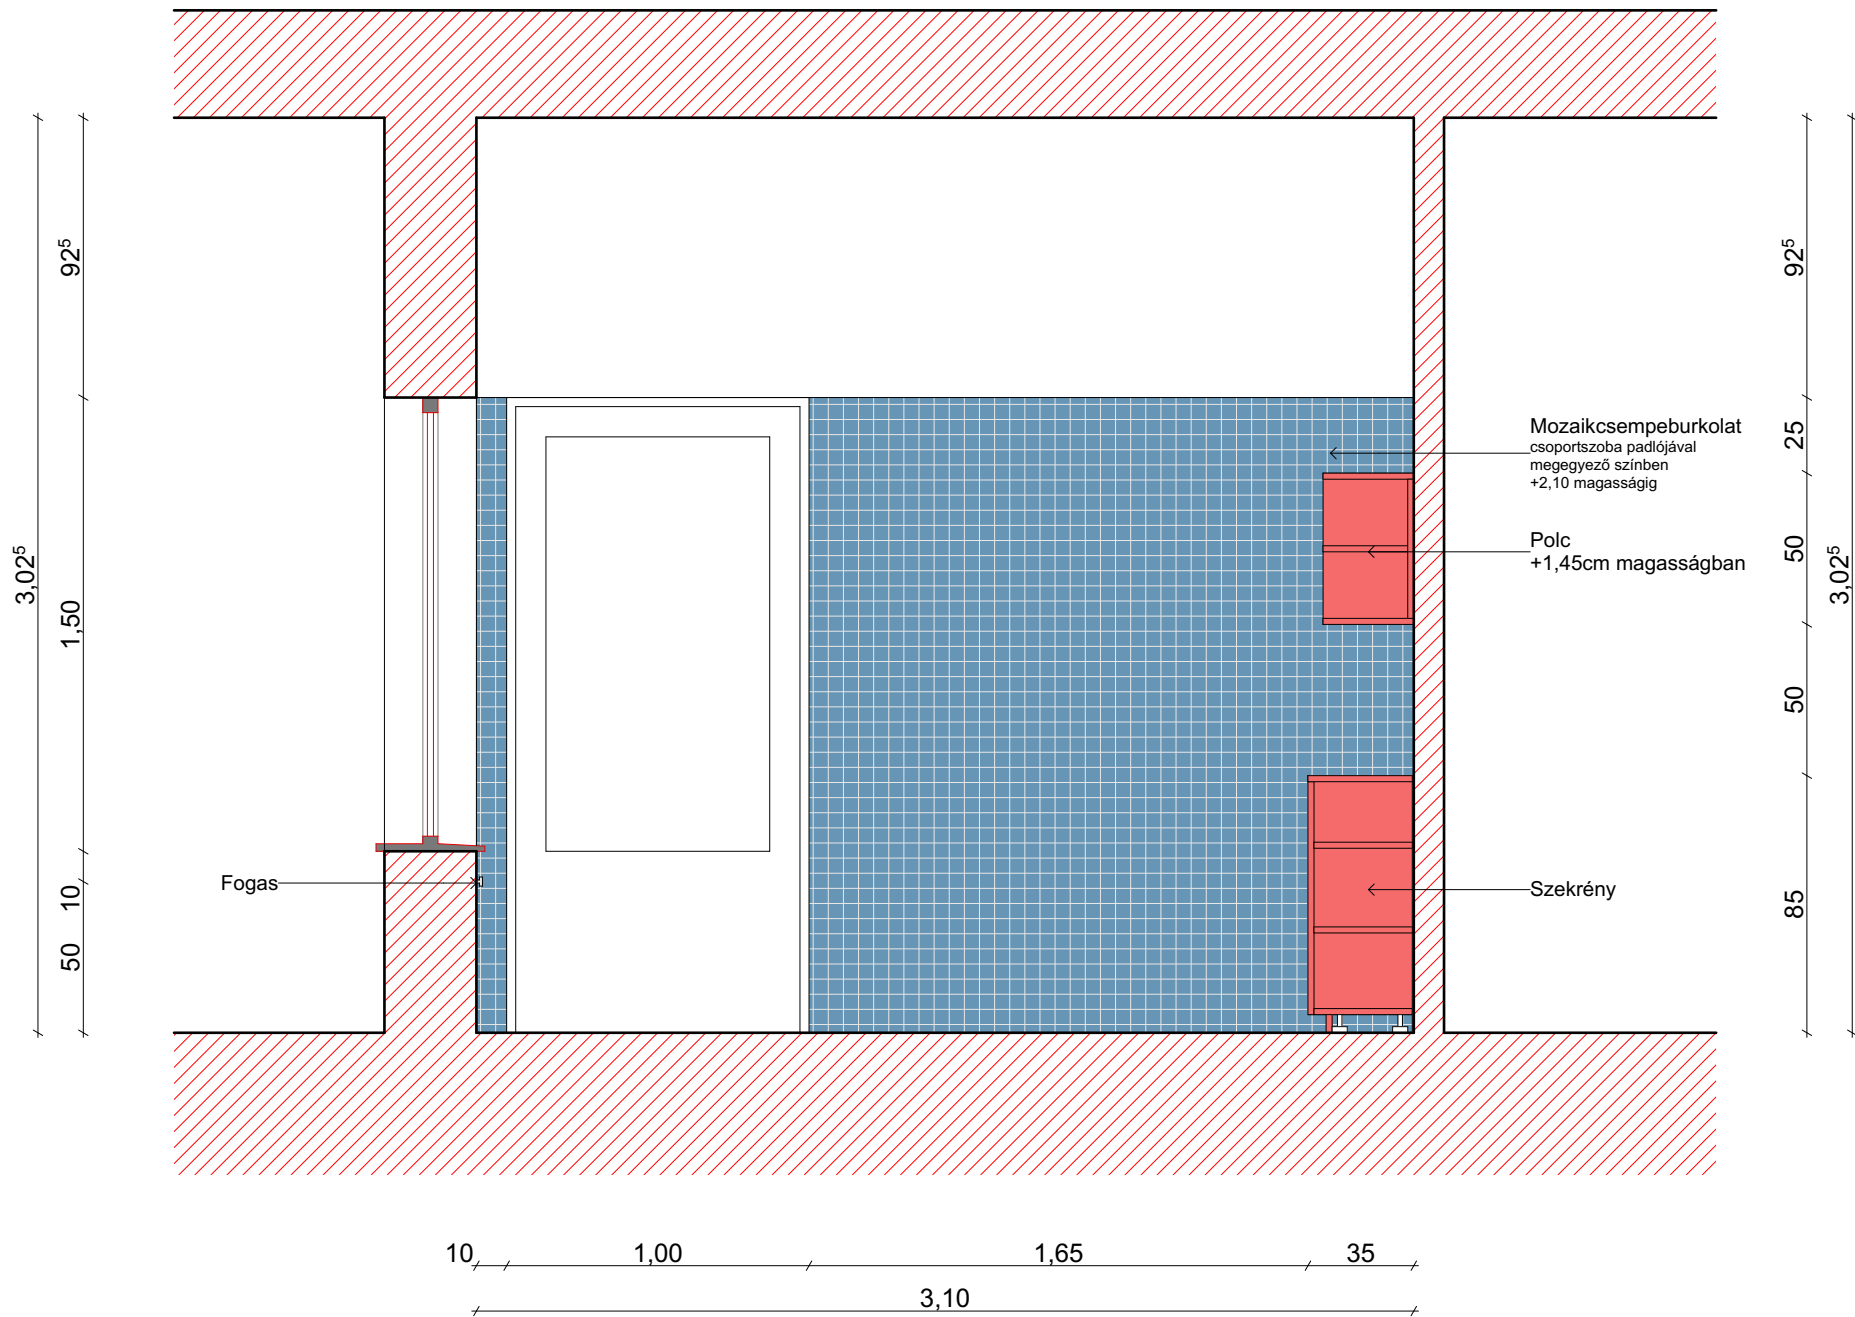 92⁵
3,02⁵
1,50
10
50
Fogas
Mozaikcsempeburkolat
csoportszoba padlójával
megegyező színben
+2,10 magasságig
Polc
+1,45cm magasságban
Szekrény
92⁵
25
50
3,02⁵
50
85
10
1,00
1,65
35
3,10